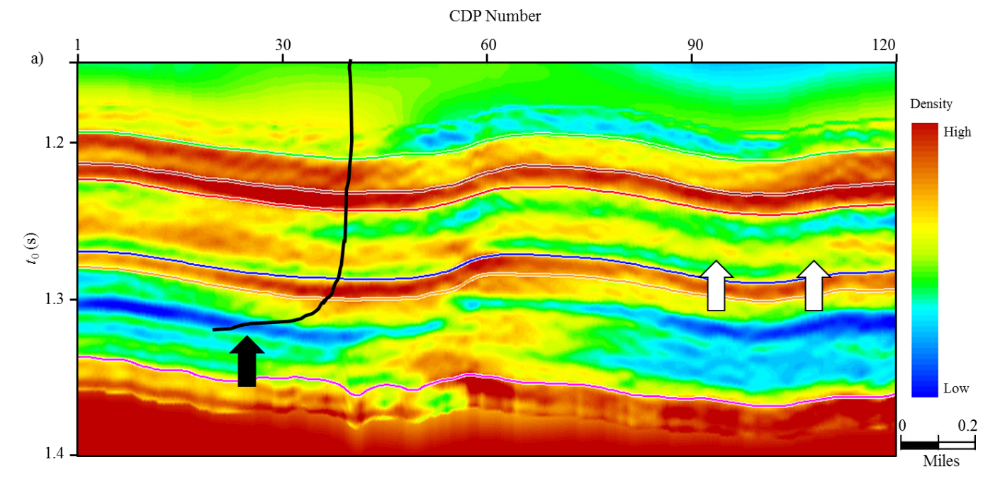 CDP Number
1 30 60 90 120
a)
Density
High
1.2
t₀ (s)
1.3
Low
0 0.2
1.4
Miles